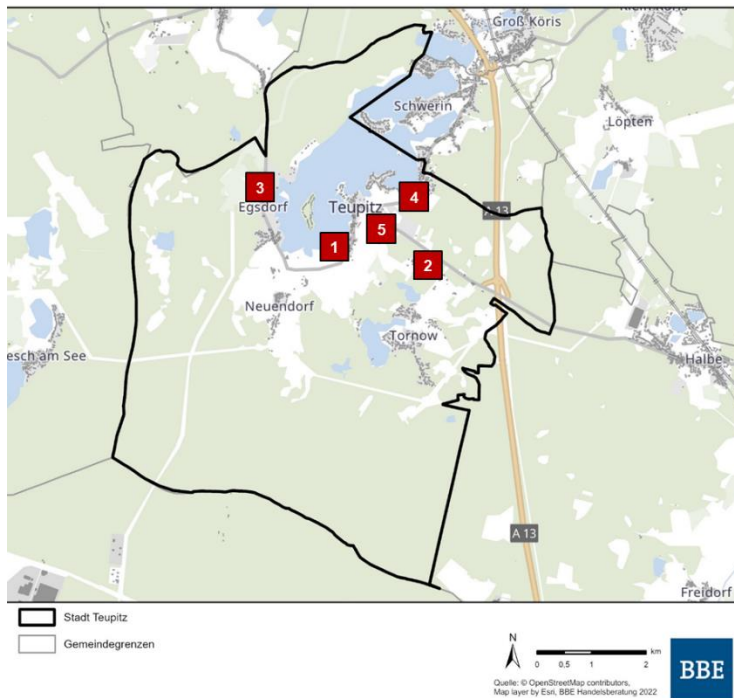 Groß Köris
Schwerin
Löpten
3
Egsdorf
Teupitz
4
A 13
5
1
2
Neuendorf
Tornow
esch am See
Halbe
A 13
Freidorf
Stadt Teupitz
Gemeindegrenzen
N
km
0 0,5 1 2
BBE
Quelle: © OpenStreetMap contributors,
Map layer by Esri, BBE Handelsberatung 2022